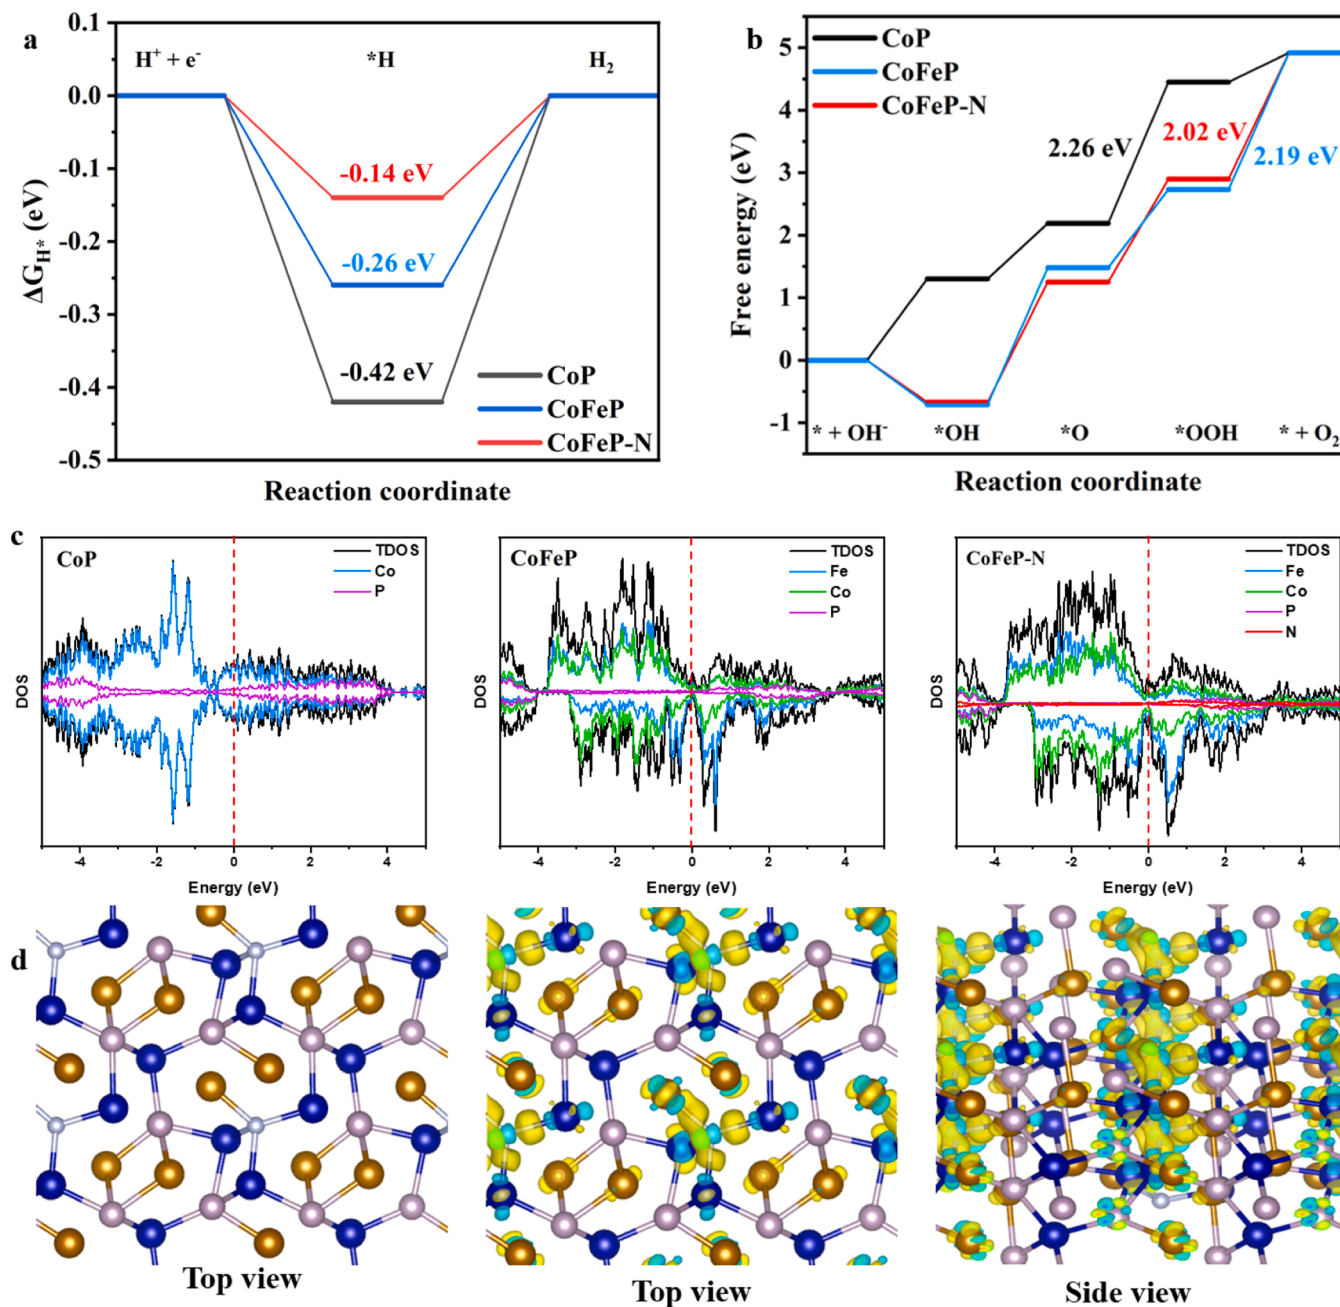 a
0.1
0.0
-0.1
-0.2
-0.3
-0.4
-0.5
ΔG_H* (eV)
H⁺ + e⁻
*H
H₂
-0.14 eV
-0.26 eV
-0.42 eV
CoP
CoFeP
CoFeP-N
Reaction coordinate
b
5
4
3
2
1
0
-1
Free energy (eV)
CoP
CoFeP
CoFeP-N
2.26 eV
2.02 eV
2.19 eV
* + OH⁻
*OH
*O
*OOH
* + O₂
Reaction coordinate
c
CoP
TDOS
Co
P
DOS
-4 -2 0 2 4
Energy (eV)
CoFeP
TDOS
Fe
Co
P
DOS
-4 -2 0 2 4
Energy (eV)
CoFeP-N
TDOS
Fe
Co
P
N
DOS
-4 -2 0 2 4
Energy (eV)
d
Top view
Top view
Side view